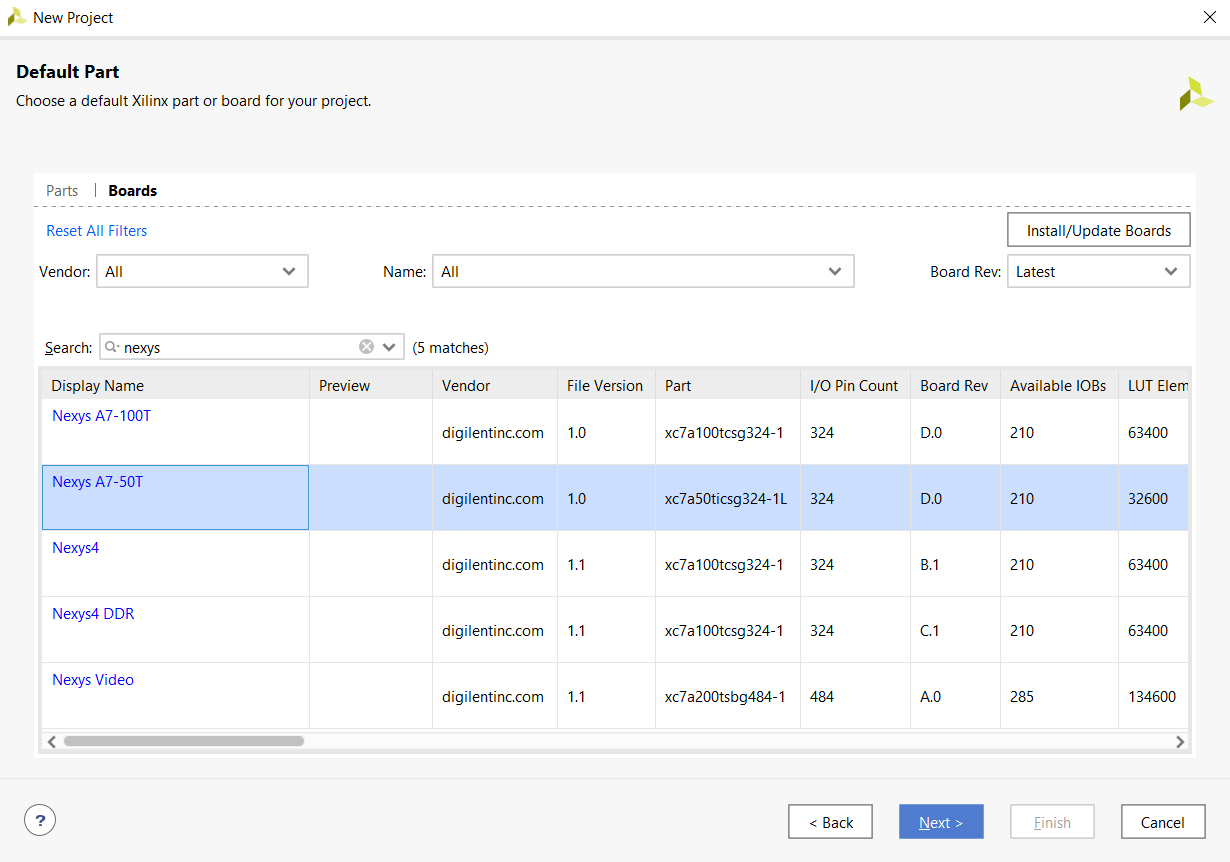 New Project
Default Part
Choose a default Xilinx part or board for your project.
Parts | Boards
Reset All Filters
Install/Update Boards
Vendor: All Name: All Board Rev: Latest
Search: nexys (5 matches)
Display Name Preview Vendor File Version Part I/O Pin Count Board Rev Available IOBs LUT Elem
Nexys A7-100T digilentinc.com 1.0 xc7a100tcsg324-1 324 D.0 210 63400
Nexys A7-50T digilentinc.com 1.0 xc7a50ticsg324-1L 324 D.0 210 32600
Nexys4 digilentinc.com 1.1 xc7a100tcsg324-1 324 B.1 210 63400
Nexys4 DDR digilentinc.com 1.1 xc7a100tcsg324-1 324 C.1 210 63400
Nexys Video digilentinc.com 1.1 xc7a200tsbg484-1 484 A.0 285 134600
? < Back Next > Finish Cancel